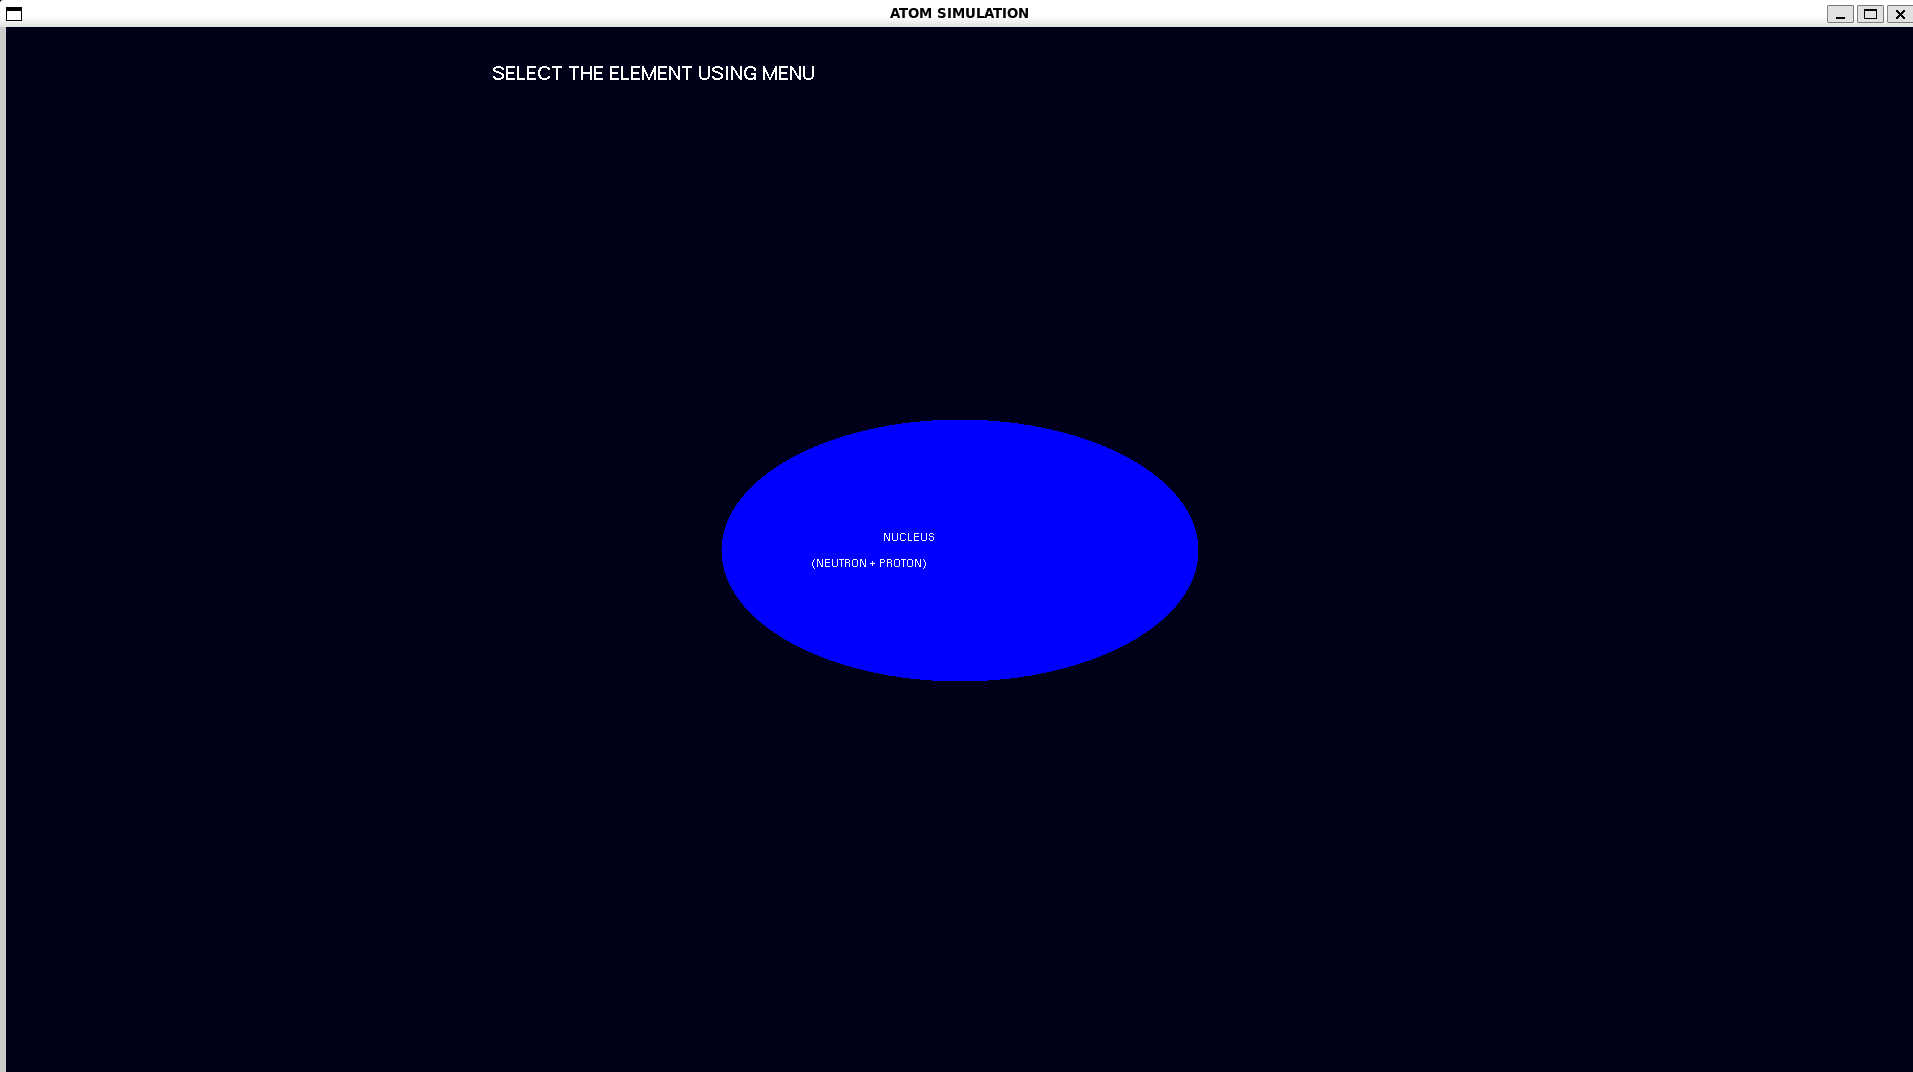 ATOM SIMULATION
SELECT THE ELEMENT USING MENU
NUCLEUS
(NEUTRON + PROTON)